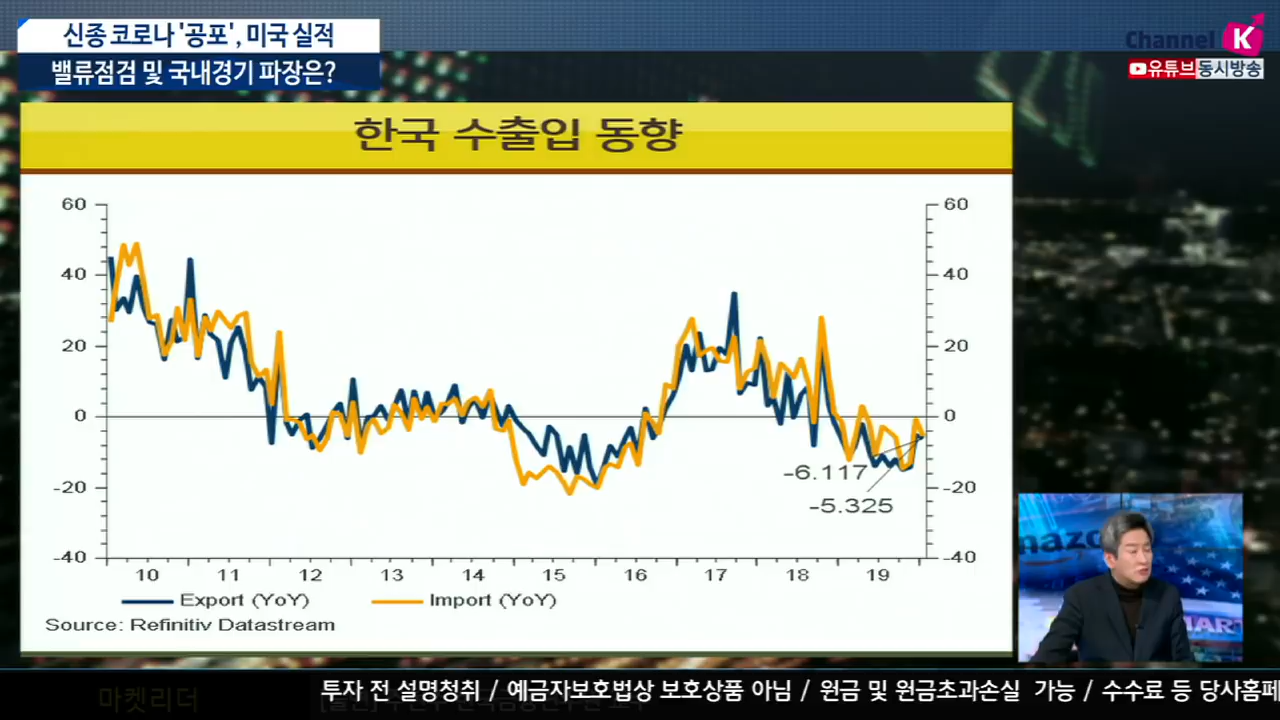 신종 코로나 '공포', 미국 실적
밸류점검 및 국내경기 파장은?
Channel K
유튜브 동시방송
한국 수출입 동향
60
40
20
0
-20
-40
60
40
20
0
-20
-40
-6.117
-5.325
10 11 12 13 14 15 16 17 18 19
Export (YoY) Import (YoY)
Source: Refinitiv Datastream
마켓리더
투자 전 설명청취 / 예금자보호법상 보호상품 아님 / 원금 및 원금초과손실 가능 / 수수료 등 당사홈페